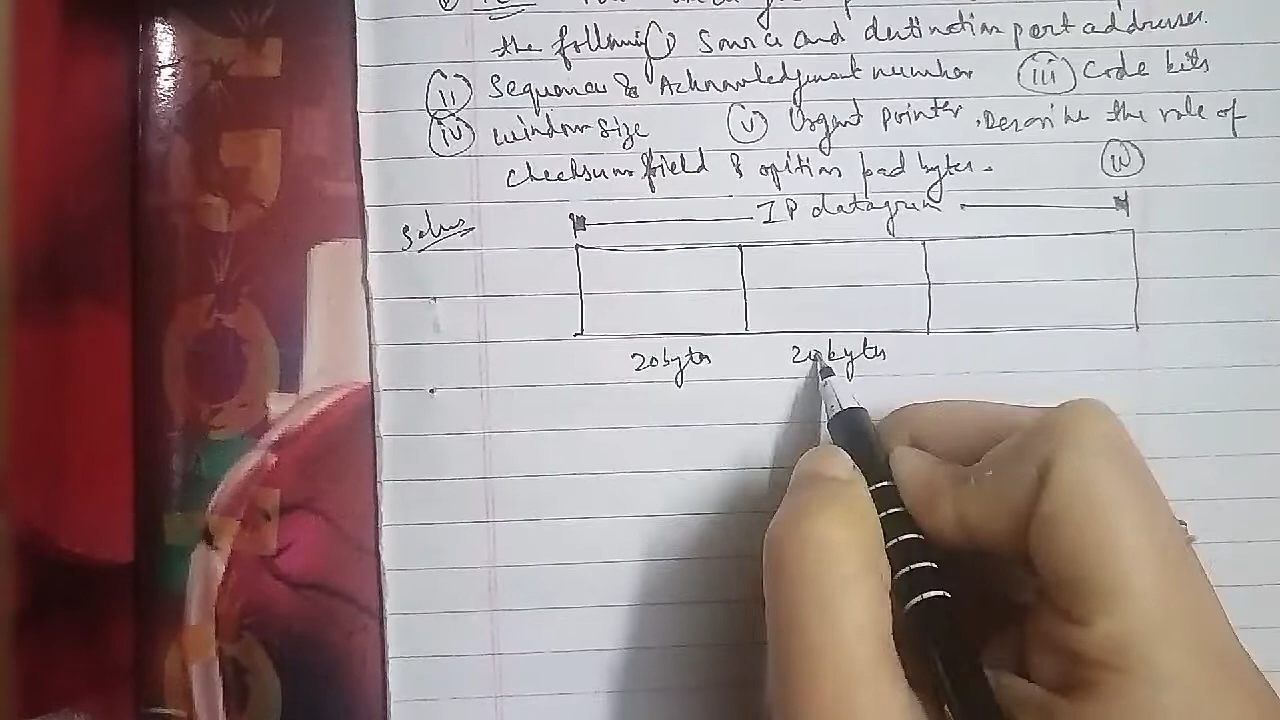 the following (i) Source and destination port addresses.
(ii) Sequence & Acknowledgment number (iii) Code bits
(iv) window size (v) Urgent pointer. Describe the role of
checksum field & option pad bytes.
Solns IP datagram
20bytes 20bytes